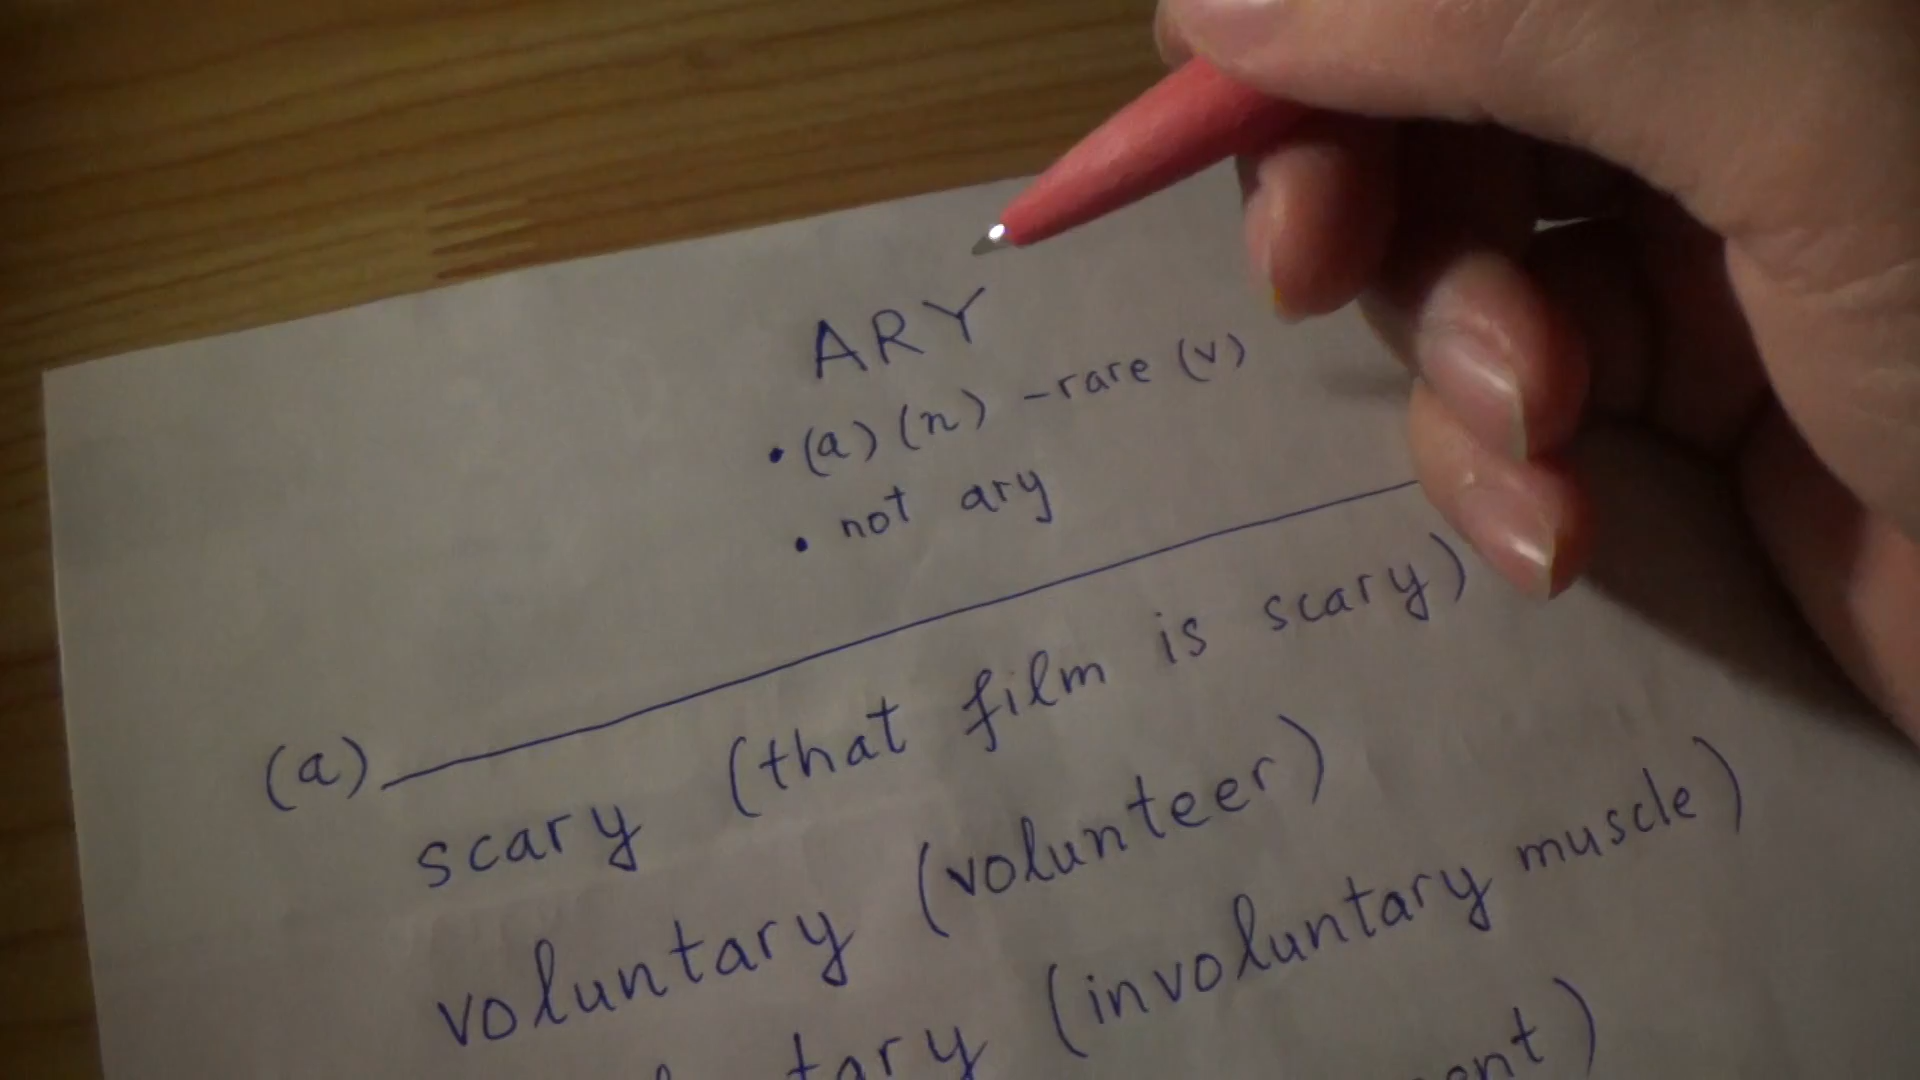 ARY
• (a) (n) - rare (v)
• not ary
(a)
scary (that film is scary)
voluntary (volunteer)
(involuntary muscle)